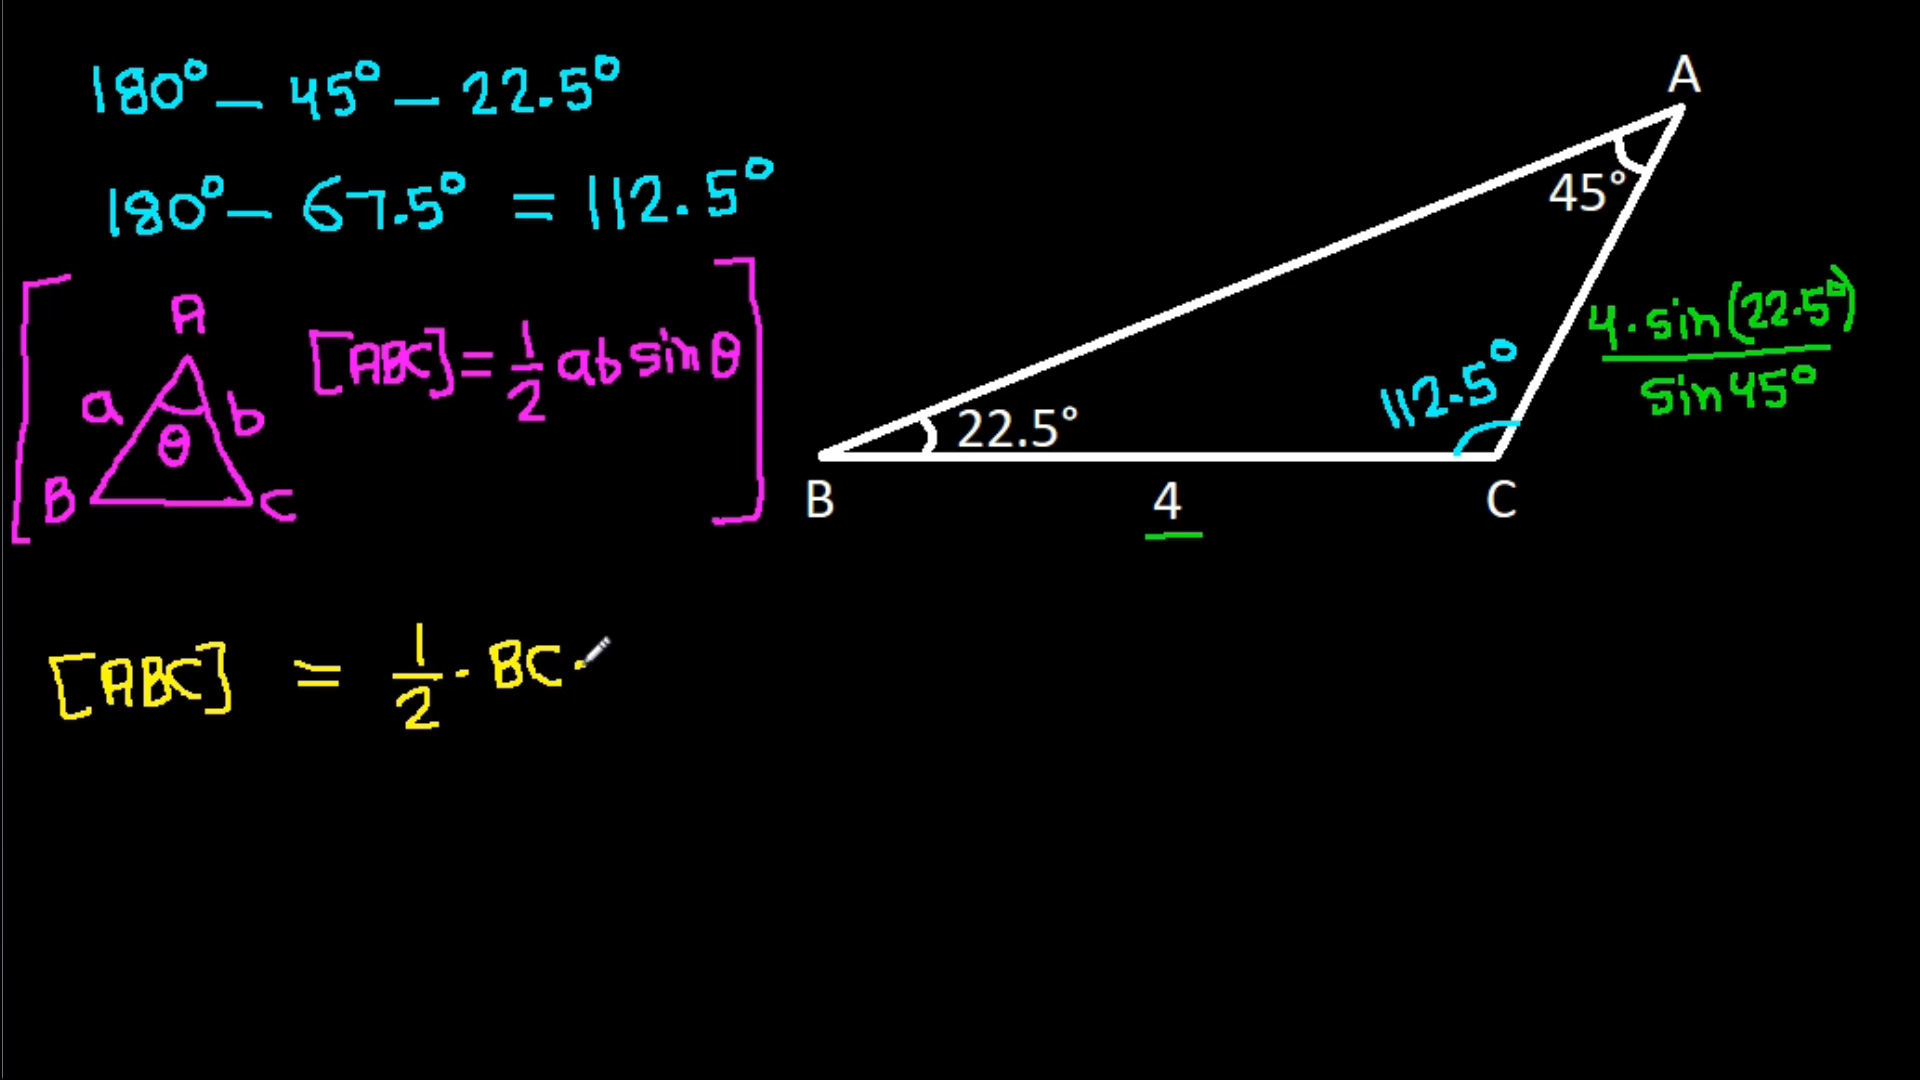 180° – 45° – 22.5°
180° – 67.5° = 112.5°
A
[ABC] = 1/2 ab sin θ
a
b
θ
B
C
A
45°
4 · sin(22.5°)
sin 45°
112.5°
22.5°
B
4
C
[ABC] = 1/2 · BC ·